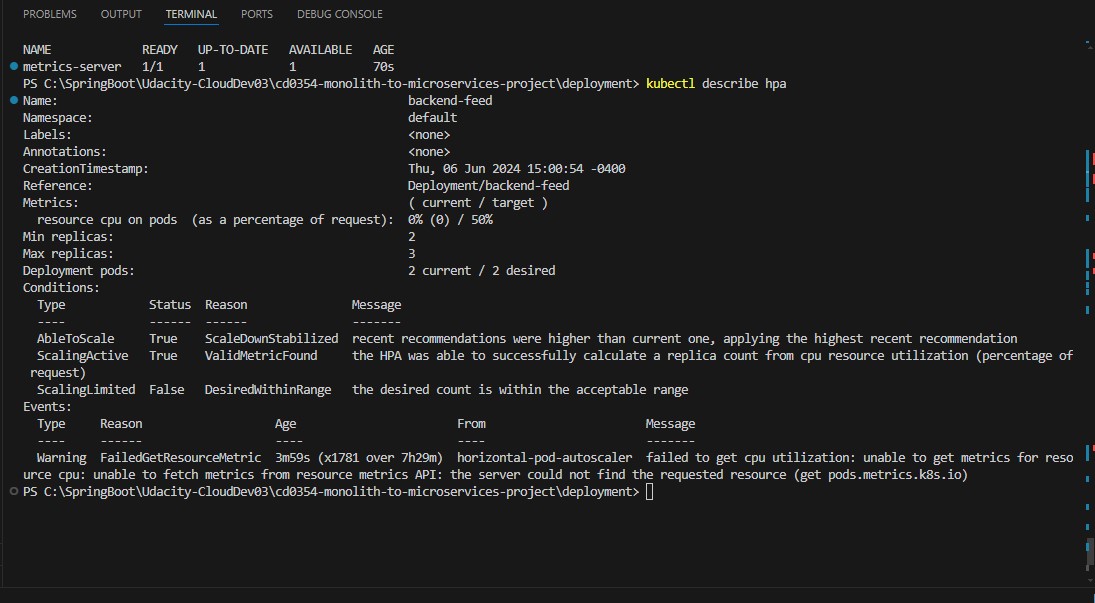 PROBLEMS OUTPUT TERMINAL PORTS DEBUG CONSOLE
NAME READY UP-TO-DATE AVAILABLE AGE
metrics-server 1/1 1 1 70s
PS C:\SpringBoot\Udacity-CloudDev03\cd0354-monolith-to-microservices-project\deployment> kubectl describe hpa
Name: backend-feed
Namespace: default
Labels: <none>
Annotations: <none>
CreationTimestamp: Thu, 06 Jun 2024 15:00:54 -0400
Reference: Deployment/backend-feed
Metrics: ( current / target )
resource cpu on pods (as a percentage of request): 0% (0) / 50%
Min replicas: 2
Max replicas: 3
Deployment pods: 2 current / 2 desired
Conditions:
Type Status Reason Message
---- ------ ------ -------
AbleToScale True ScaleDownStabilized recent recommendations were higher than current one, applying the highest recent recommendation
ScalingActive True ValidMetricFound the HPA was able to successfully calculate a replica count from cpu resource utilization (percentage of
request)
ScalingLimited False DesiredWithinRange the desired count is within the acceptable range
Events:
Type Reason Age From Message
---- ------ ---- ---- -------
Warning FailedGetResourceMetric 3m59s (x1781 over 7h29m) horizontal-pod-autoscaler failed to get cpu utilization: unable to get metrics for reso
urce cpu: unable to fetch metrics from resource metrics API: the server could not find the requested resource (get pods.metrics.k8s.io)
PS C:\SpringBoot\Udacity-CloudDev03\cd0354-monolith-to-microservices-project\deployment>